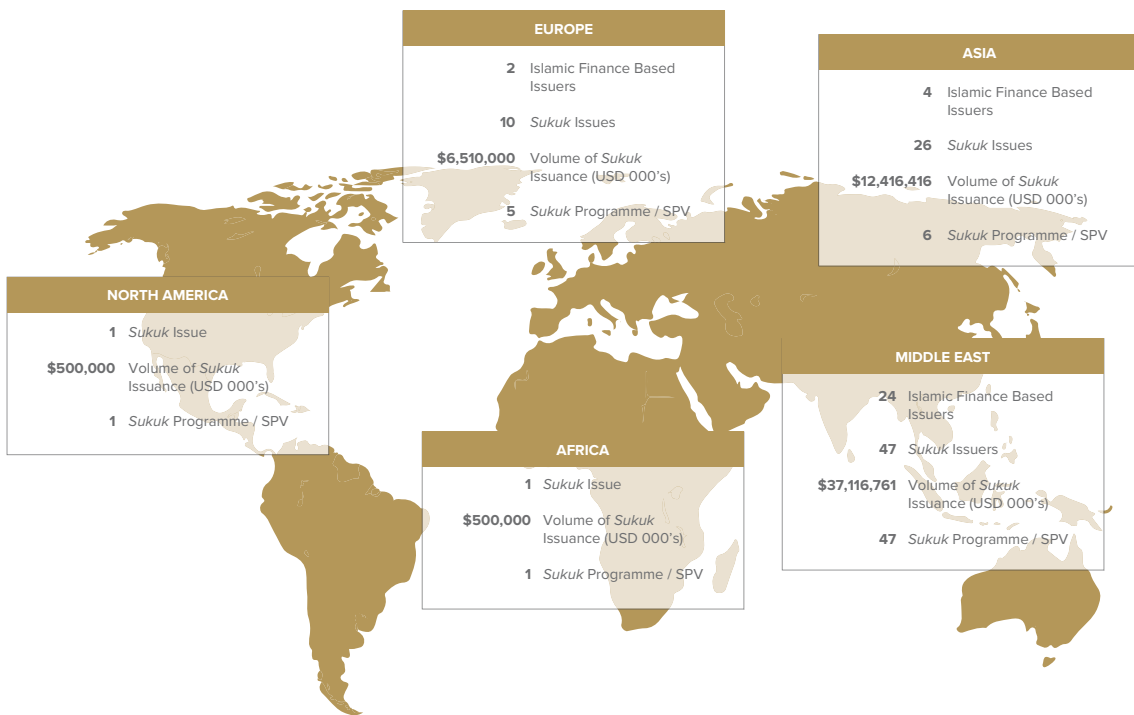 EUROPE
2 Islamic Finance Based
Issuers
10 Sukuk Issues
$6,510,000 Volume of Sukuk
Issuance (USD 000's)
5 Sukuk Programme / SPV
ASIA
4 Islamic Finance Based
Issuers
26 Sukuk Issues
$12,416,416 Volume of Sukuk
Issuance (USD 000's)
6 Sukuk Programme / SPV
NORTH AMERICA
1 Sukuk Issue
$500,000 Volume of Sukuk
Issuance (USD 000's)
1 Sukuk Programme / SPV
MIDDLE EAST
24 Islamic Finance Based
Issuers
47 Sukuk Issuers
$37,116,761 Volume of Sukuk
Issuance (USD 000's)
47 Sukuk Programme / SPV
AFRICA
1 Sukuk Issue
$500,000 Volume of Sukuk
Issuance (USD 000's)
1 Sukuk Programme / SPV